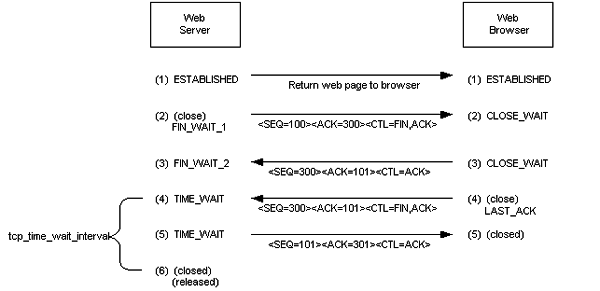 Web
Server
Web
Browser
(1) ESTABLISHED
Return web page to browser
(1) ESTABLISHED
(2) (close)
FIN_WAIT_1
<SEQ=100><ACK=300><CTL=FIN,ACK>
(2) CLOSE_WAIT
(3) FIN_WAIT_2
<SEQ=300><ACK=101><CTL=ACK>
(3) CLOSE_WAIT
(4) TIME_WAIT
<SEQ=300><ACK=101><CTL=FIN,ACK>
(4) (close)
LAST_ACK
tcp_time_wait_interval
(5) TIME_WAIT
<SEQ=101><ACK=301><CTL=ACK>
(5) (closed)
(6) (closed)
(released)